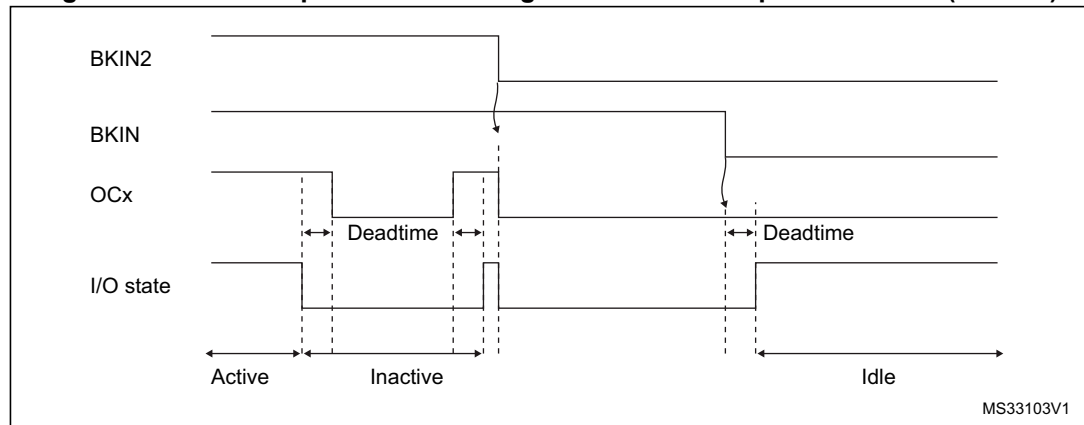 BKIN2
BKIN
OCx
Deadtime Deadtime
I/O state
Active Inactive Idle
MS33103V1